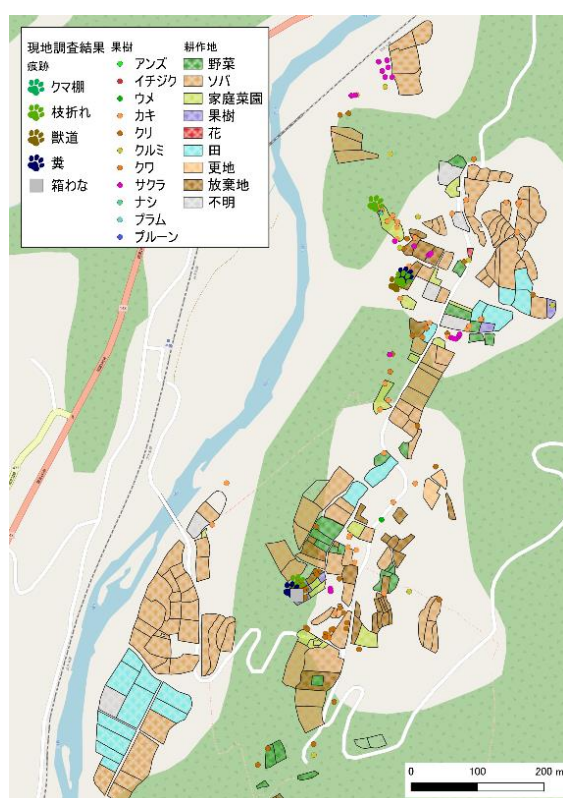 現地調査結果
痕跡
クマ棚
枝折れ
獣道
糞
箱わな
果樹
アンズ
イチジク
ウメ
カキ
クリ
クルミ
クワ
サクラ
ナシ
プラム
プルーン
耕作地
野菜
ソバ
家庭菜園
果樹
花
田
更地
放棄地
不明
0 100 200 m